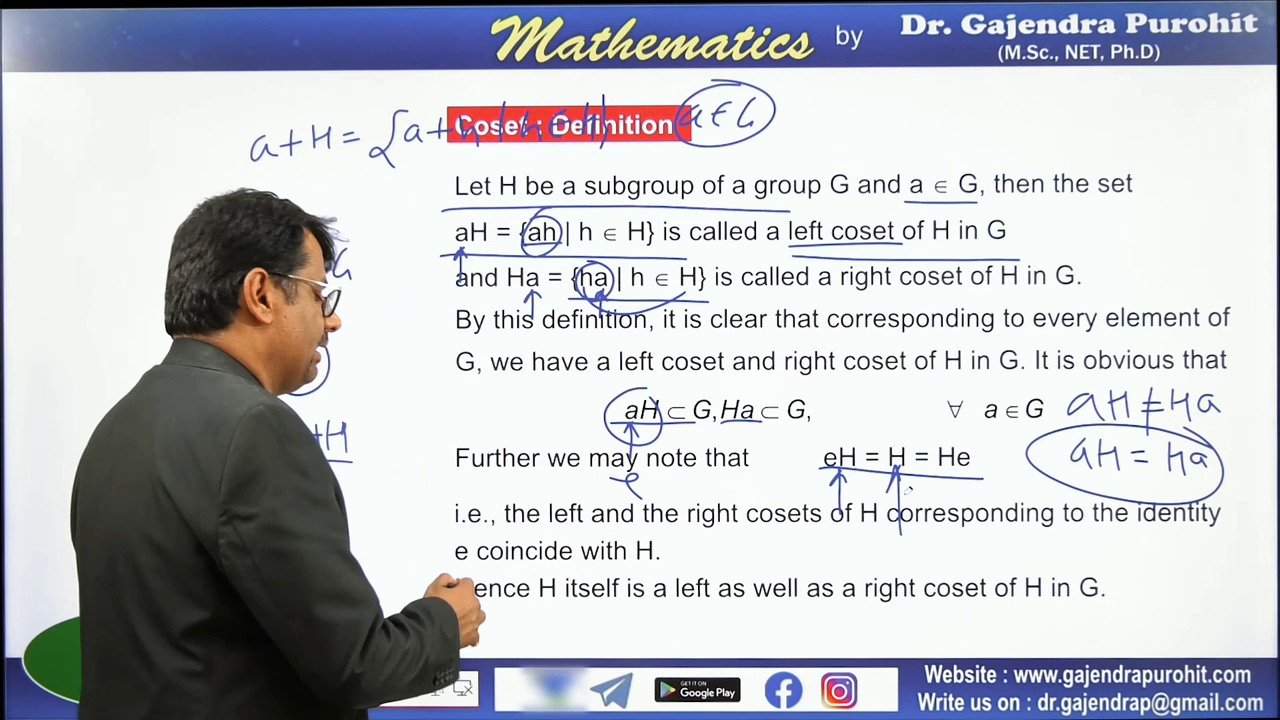 Mathematics by Dr. Gajendra Purohit
(M.Sc., NET, Ph.D)
Coset : Definition
a+H = {a+h | h ∈ H} a ∈ G
Let H be a subgroup of a group G and a ∈ G, then the set
aH = {ah | h ∈ H} is called a left coset of H in G
and Ha = {ha | h ∈ H} is called a right coset of H in G.
By this definition, it is clear that corresponding to every element of
G, we have a left coset and right coset of H in G. It is obvious that
aH ⊂ G, Ha ⊂ G, ∀ a ∈ G aH ≠ Ha
Further we may note that eH = H = He aH = Ha
e
i.e., the left and the right cosets of H corresponding to the identity
e coincide with H.
ence H itself is a left as well as a right coset of H in G.
+H
GET IT ON
Google Play
Website : www.gajendrapurohit.com
Write us on : dr.gajendrap@gmail.com